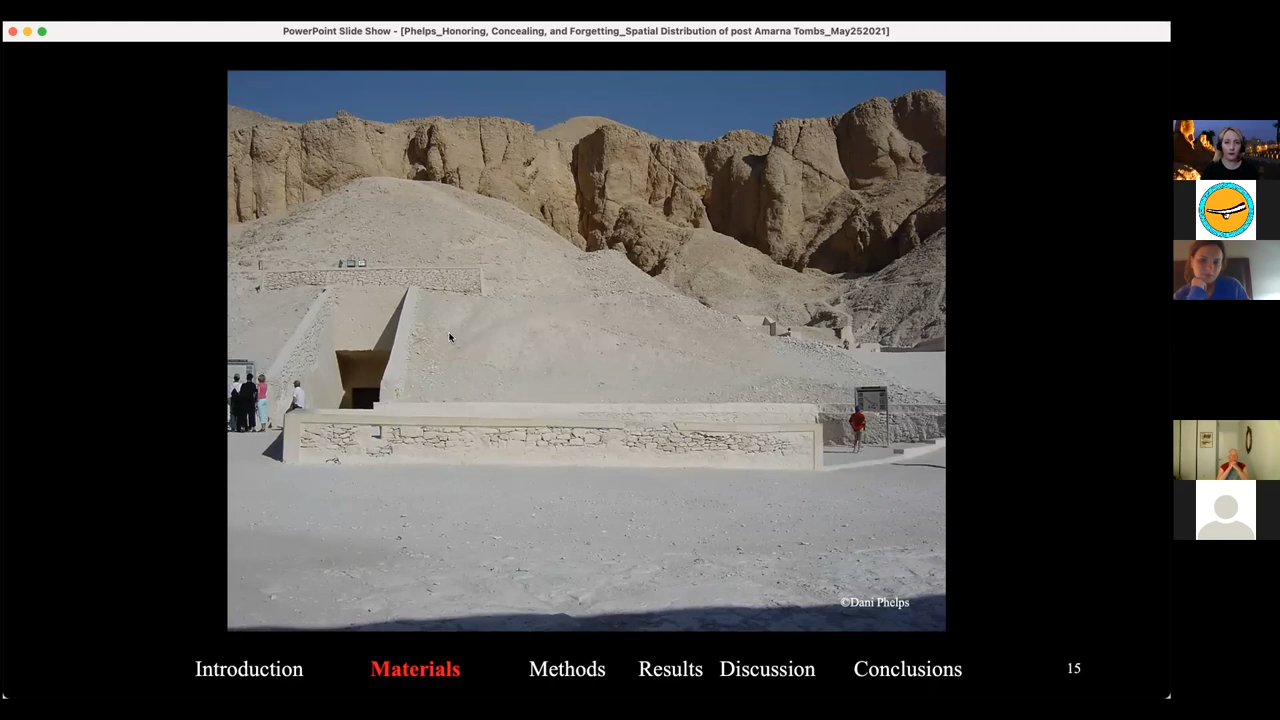 PowerPoint Slide Show - [Phelps_Honoring, Concealing, and Forgetting_Spatial Distribution of post Amarna Tombs_May252021]
©Dani Phelps
Introduction Materials Methods Results Discussion Conclusions 15